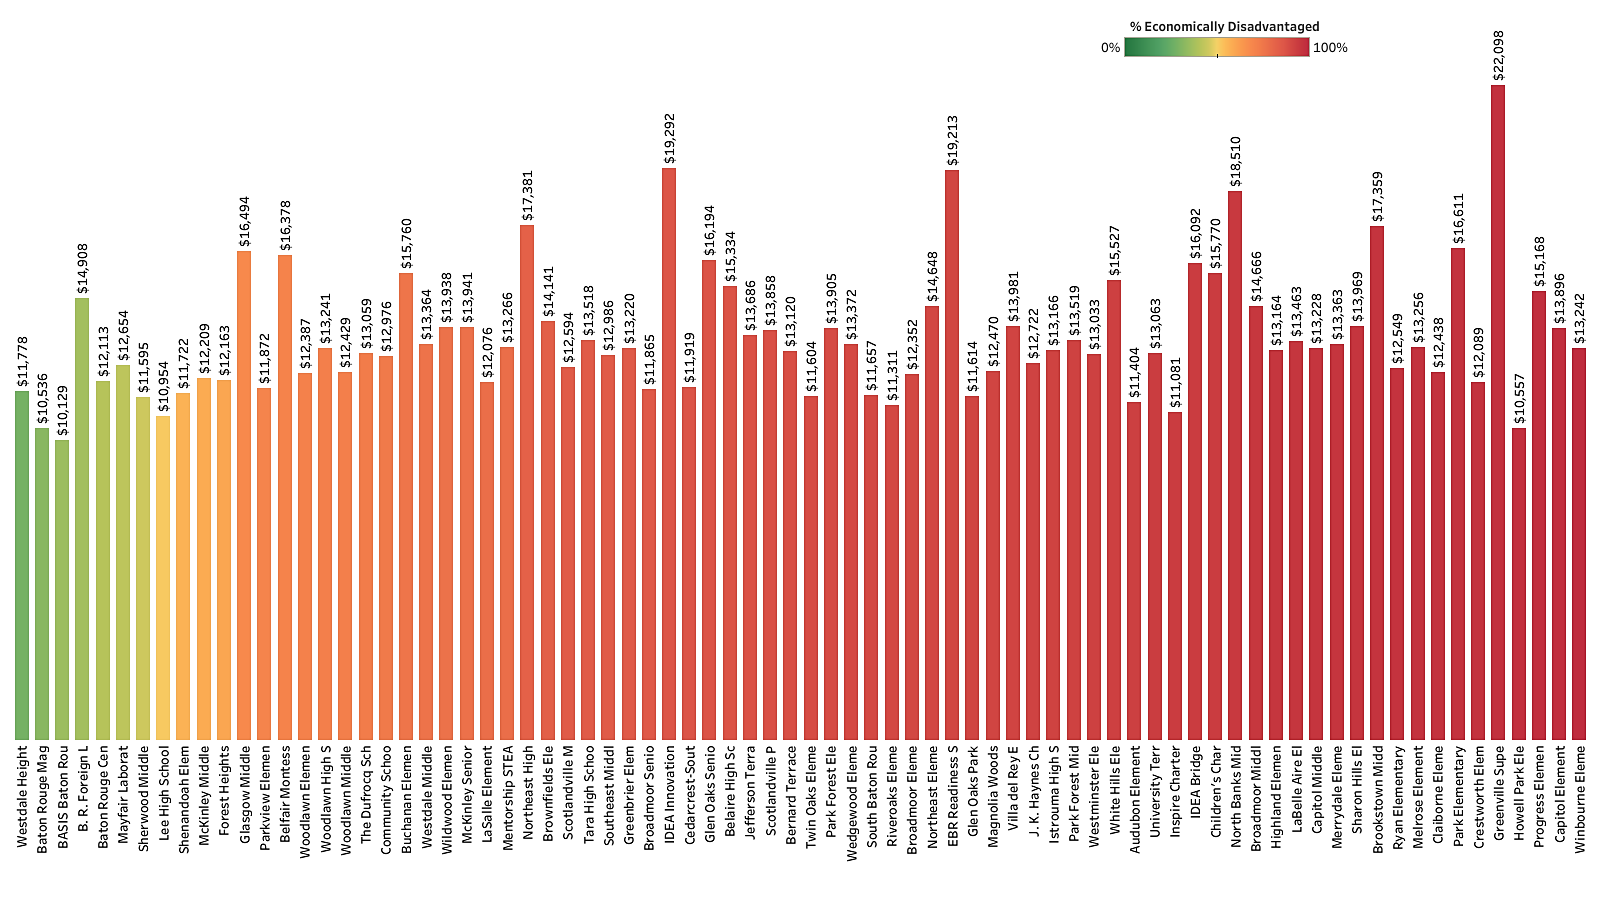 % Economically Disadvantaged
0%
100%
$11,778
$10,536
$10,129
$14,908
$12,113
$12,654
$11,595
$10,954
$11,722
$12,209
$12,163
$16,494
$11,872
$16,378
$12,387
$13,241
$12,429
$13,059
$12,976
$15,760
$13,364
$13,938
$13,941
$12,076
$13,266
$17,381
$14,141
$12,594
$13,518
$12,986
$13,220
$11,865
$19,292
$11,919
$16,194
$15,334
$13,686
$13,858
$13,120
$11,604
$13,905
$13,372
$11,657
$11,311
$12,352
$14,648
$19,213
$11,614
$12,470
$13,981
$12,722
$13,166
$13,519
$13,033
$15,527
$11,404
$13,063
$11,081
$16,092
$15,770
$18,510
$14,666
$13,164
$13,463
$13,228
$13,363
$13,969
$17,359
$12,549
$13,256
$12,438
$16,611
$12,089
$22,098
$10,557
$15,168
$13,896
$13,242
Westdale Height
Baton Rouge Mag
BASIS Baton Rou
B. R. Foreign L
Baton Rouge Cen
Mayfair Laborat
Sherwood Middle
Lee High School
Shenandoah Elem
McKinley Middle
Forest Heights
Glasgow Middle
Parkview Elemen
Belfair Montess
Woodlawn Elemen
Woodlawn High S
Woodlawn Middle
The Dufrocq Sch
Community Schoo
Buchanan Elemen
Westdale Middle
Wildwood Elemen
McKinley Senior
LaSalle Element
Mentorship STEA
Northeast High
Brownfields Ele
Scotlandville M
Tara High Schoo
Southeast Middl
Greenbrier Elem
Broadmoor Senio
IDEA Innovation
Cedarcrest-Sout
Glen Oaks Senio
Belaire High Sc
Jefferson Terra
Scotlandville P
Bernard Terrace
Twin Oaks Eleme
Park Forest Ele
Wedgewood Eleme
South Baton Rou
Riveroaks Eleme
Broadmoor Eleme
Northeast Eleme
EBR Readiness S
Glen Oaks Park
Magnolia Woods
Villa del Rey E
J. K. Haynes Ch
Istrouma High S
Park Forest Mid
Westminster Ele
White Hills Ele
Audubon Element
University Terr
Inspire Charter
IDEA Bridge
Children's Char
North Banks Mid
Broadmoor Middl
Highland Elemen
LaBelle Aire El
Capitol Middle
Merrydale Eleme
Sharon Hills El
Brookstown Midd
Ryan Elementary
Melrose Element
Claiborne Eleme
Park Elementary
Crestworth Elem
Greenville Supe
Howell Park Ele
Progress Elemen
Capitol Element
Winbourne Eleme